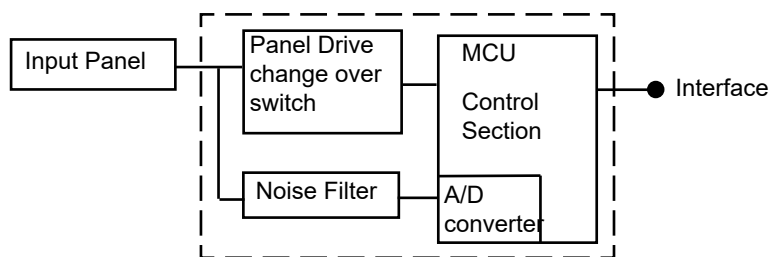 Input Panel
Panel Drive
change over
switch
MCU
Control
Section
Interface
Noise Filter
A/D
converter